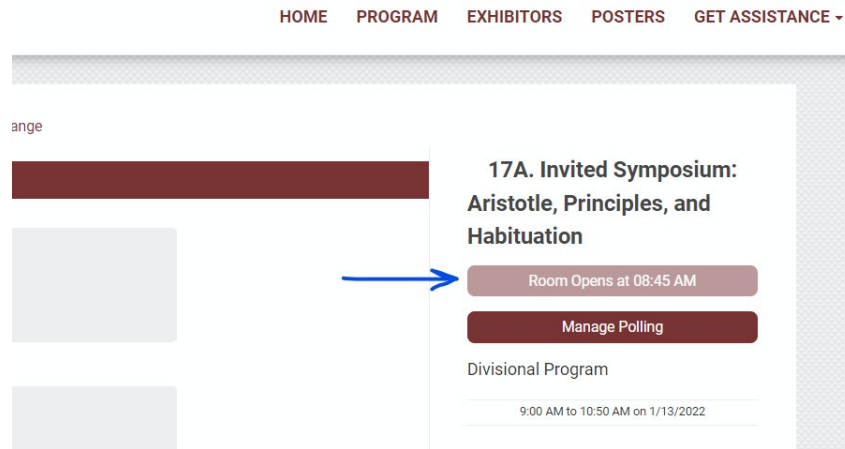 HOME PROGRAM EXHIBITORS POSTERS GET ASSISTANCE
ange
17A. Invited Symposium:
Aristotle, Principles, and
Habituation
Room Opens at 08:45 AM
Manage Polling
Divisional Program
9:00 AM to 10:50 AM on 1/13/2022